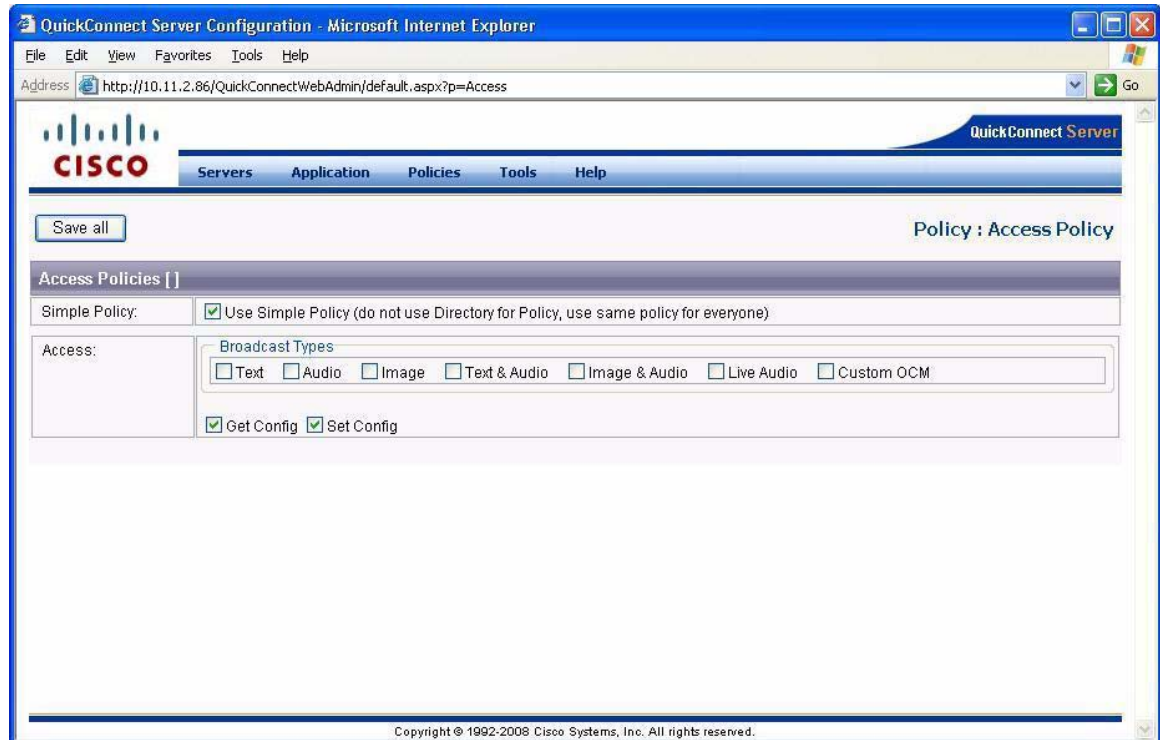 QuickConnect Server Configuration - Microsoft Internet Explorer
File Edit View Favorites Tools Help
Address http://10.11.2.86/QuickConnectWebAdmin/default.aspx?p=Access Go
CISCO
QuickConnect Server
Servers Application Policies Tools Help
Save all
Policy : Access Policy
Access Policies [ ]
Simple Policy: Use Simple Policy (do not use Directory for Policy, use same policy for everyone)
Access: Broadcast Types
Text Audio Image Text & Audio Image & Audio Live Audio Custom OCM
Get Config Set Config
Copyright © 1992-2008 Cisco Systems, Inc. All rights reserved.